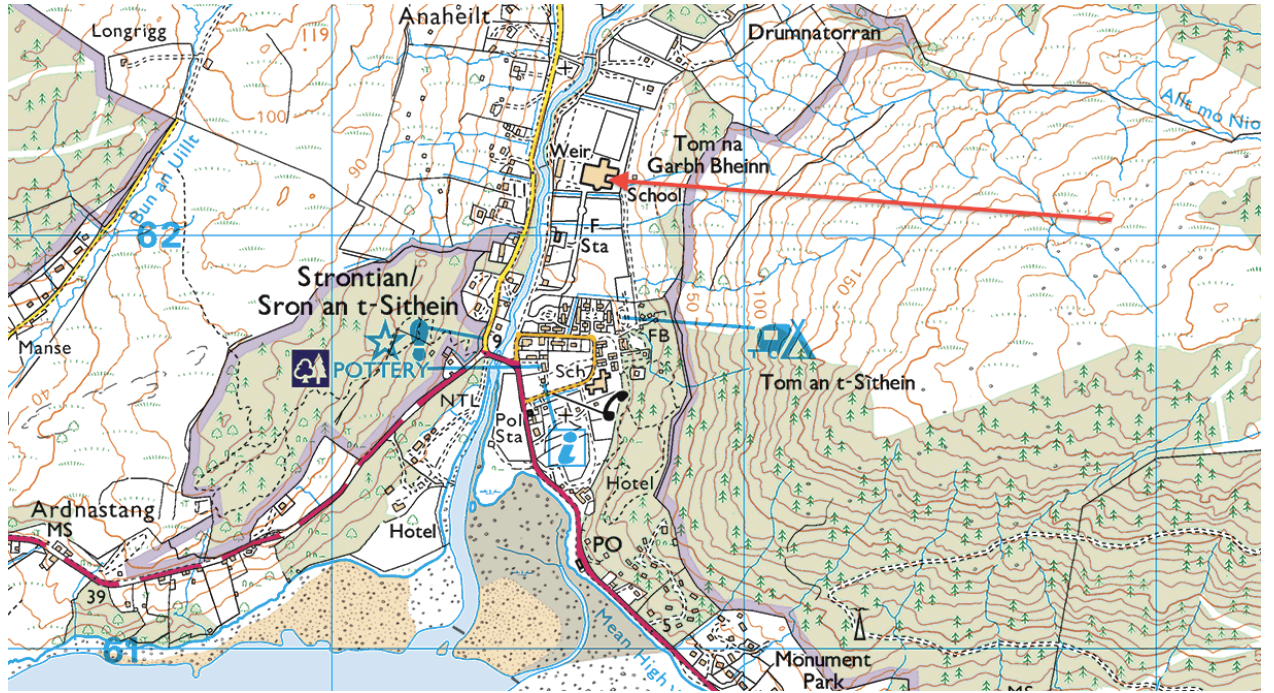 Anaheilt
Longrigg
119
Drumnatorran
100
Allt mo Nio
90
Weir
Tom na
Garbh Bheinn
Bun an Uillt
School
62
F
Sta
Strontian/
Sron an t-Sithein
50
100
150
9
FB
Manse
POTTERY
Sch
Tom an t-Sithein
40
NTL
Pol
Sta
i
Hotel
Ardnastang
MS
Hotel
PO
39
Mean High
5
61
Monument
Park
MS